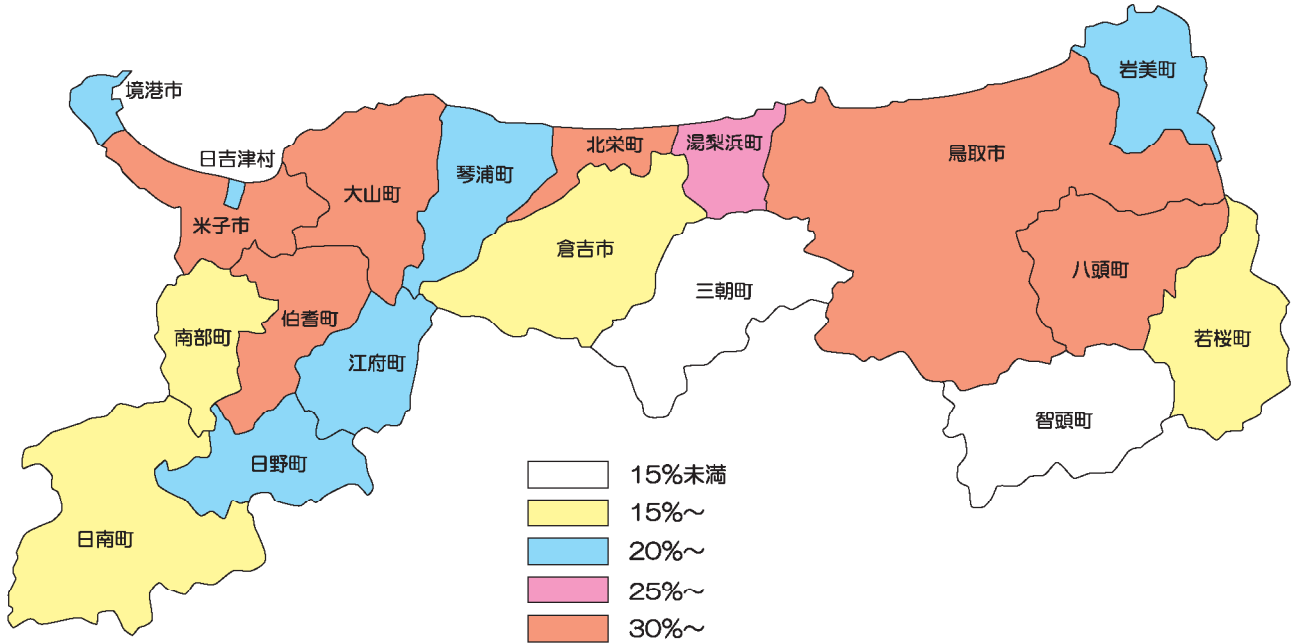 岩美町
境港市
日吉津村
北栄町
湯梨浜町
鳥取市
琴浦町
大山町
米子市
倉吉市
八頭町
三朝町
伯耆町
南部町
若桜町
江府町
智頭町
日野町
日南町
15%未満
15%〜
20%〜
25%〜
30%〜